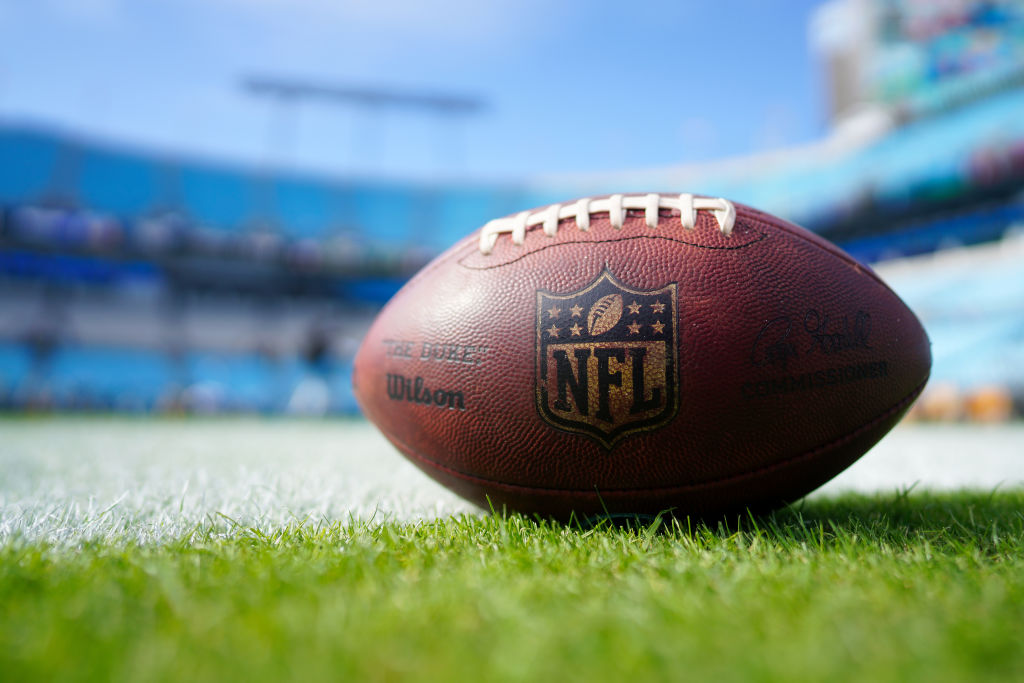 "THE DUKE"
Wilson
NFL
COMMISSIONER